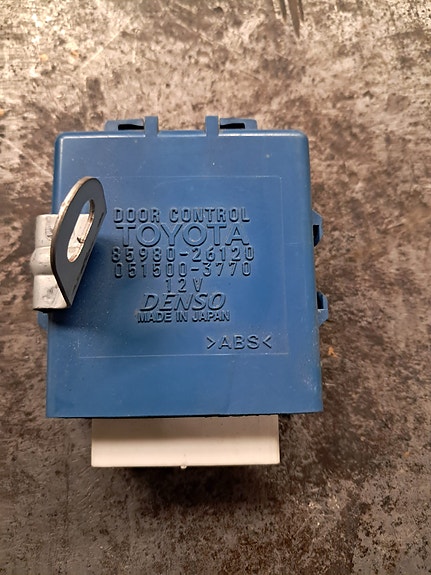 DOOR CONTROL
TOYOTA
85980-26120
051500-3770
12V
DENSO
MADE IN JAPAN
>ABS<